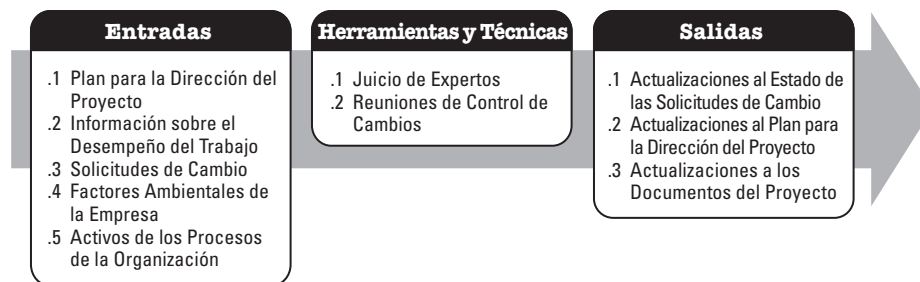 Entradas
.1 Plan para la Dirección del
Proyecto
.2 Información sobre el
Desempeño del Trabajo
.3 Solicitudes de Cambio
.4 Factores Ambientales de
la Empresa
.5 Activos de los Procesos
de la Organización
Herramientas y Técnicas
.1 Juicio de Expertos
.2 Reuniones de Control de
Cambios
Salidas
.1 Actualizaciones al Estado de
las Solicitudes de Cambio
.2 Actualizaciones al Plan para
la Dirección del Proyecto
.3 Actualizaciones a los
Documentos del Proyecto